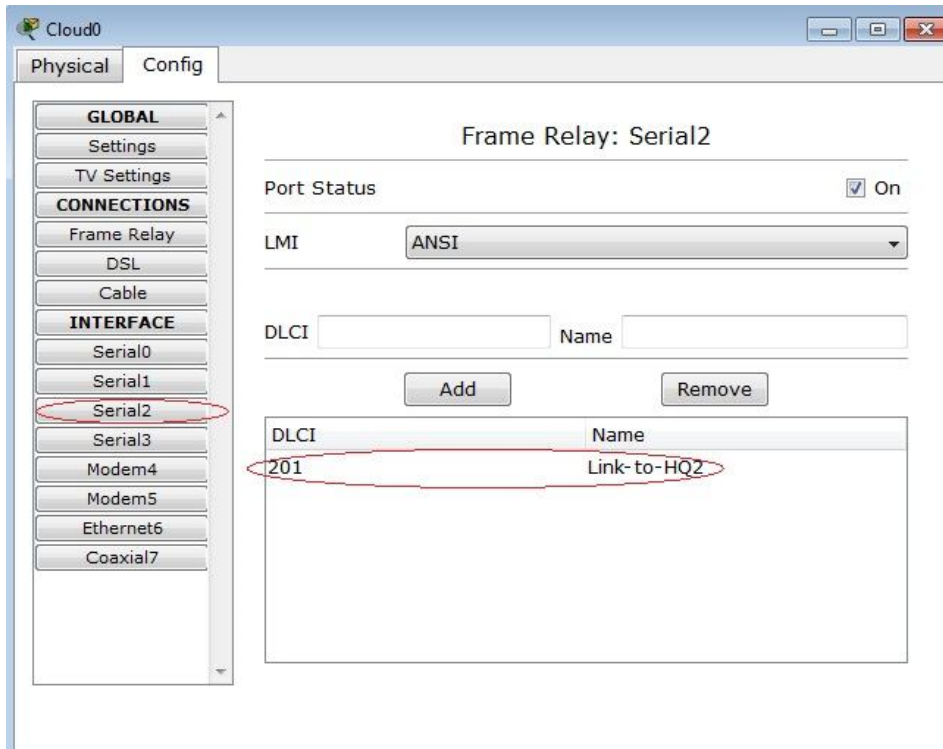 Cloud0
Physical Config
GLOBAL
Settings
TV Settings
CONNECTIONS
Frame Relay
DSL
Cable
INTERFACE
Serial0
Serial1
Serial2
Serial3
Modem4
Modem5
Ethernet6
Coaxial7
Frame Relay: Serial2
Port Status On
LMI ANSI
DLCI Name
Add Remove
DLCI Name
201 Link-to-HQ2